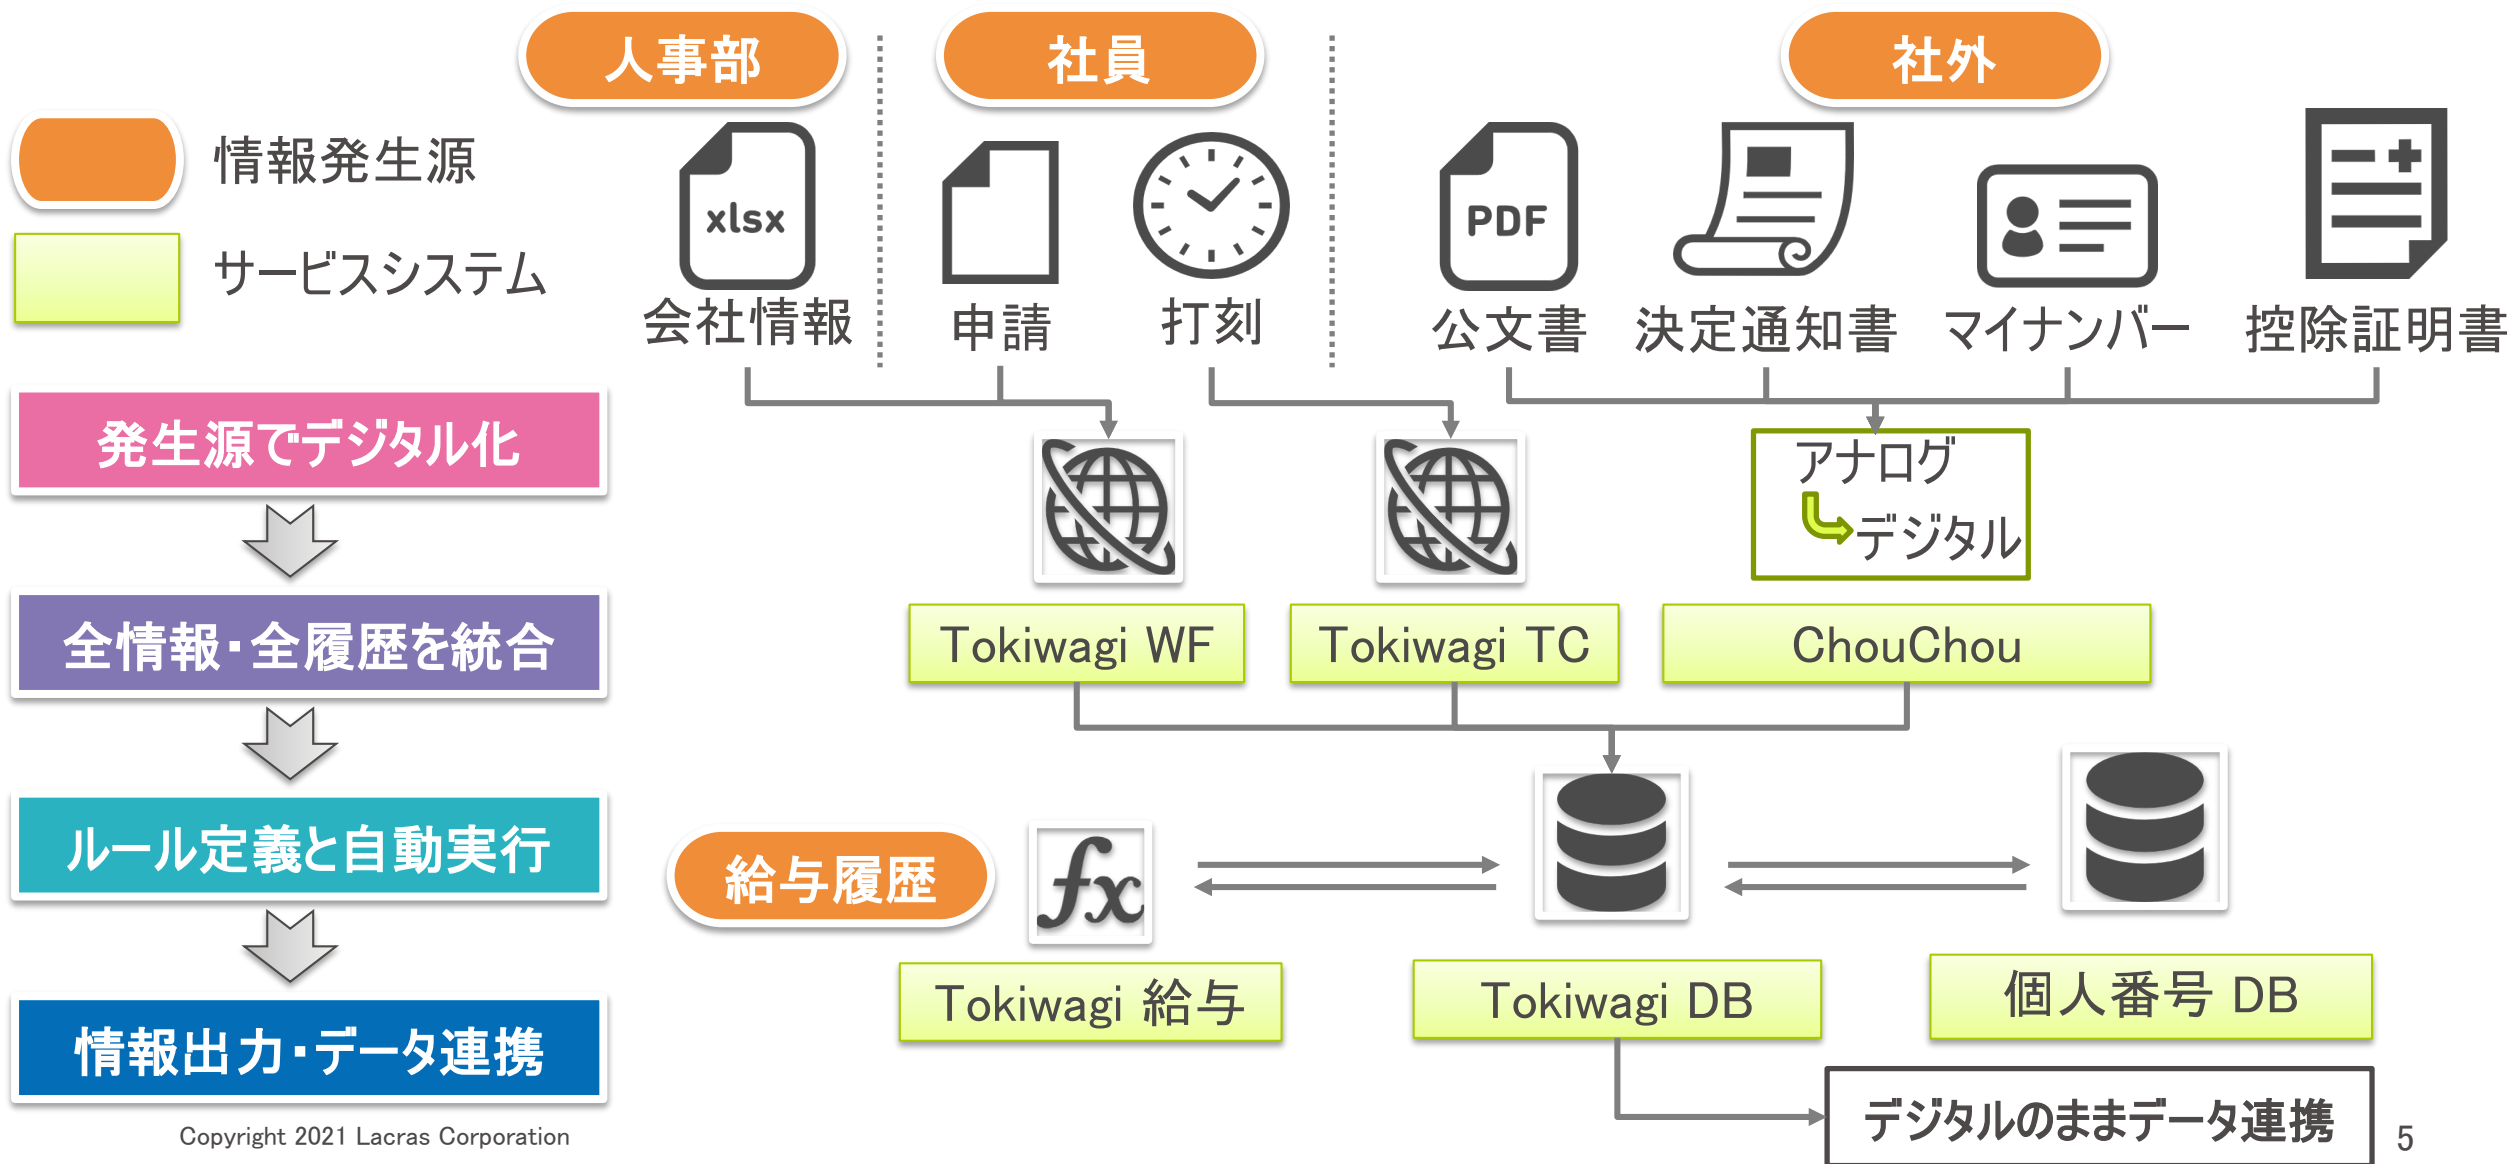 人事部
社員
社外
情報発生源
サービスシステム
xlsx
PDF
会社情報
申請
打刻
公文書
決定通知書
マイナンバー
控除証明書
発生源でデジタル化
アナログ
デジタル
全情報・全履歴を統合
Tokiwagi WF
Tokiwagi TC
ChouChou
ルール定義と自動実行
給与履歴
fx
Tokiwagi 給与
Tokiwagi DB
個人番号 DB
情報出力・データ連携
デジタルのままデータ連携
Copyright 2021 Lacras Corporation
5